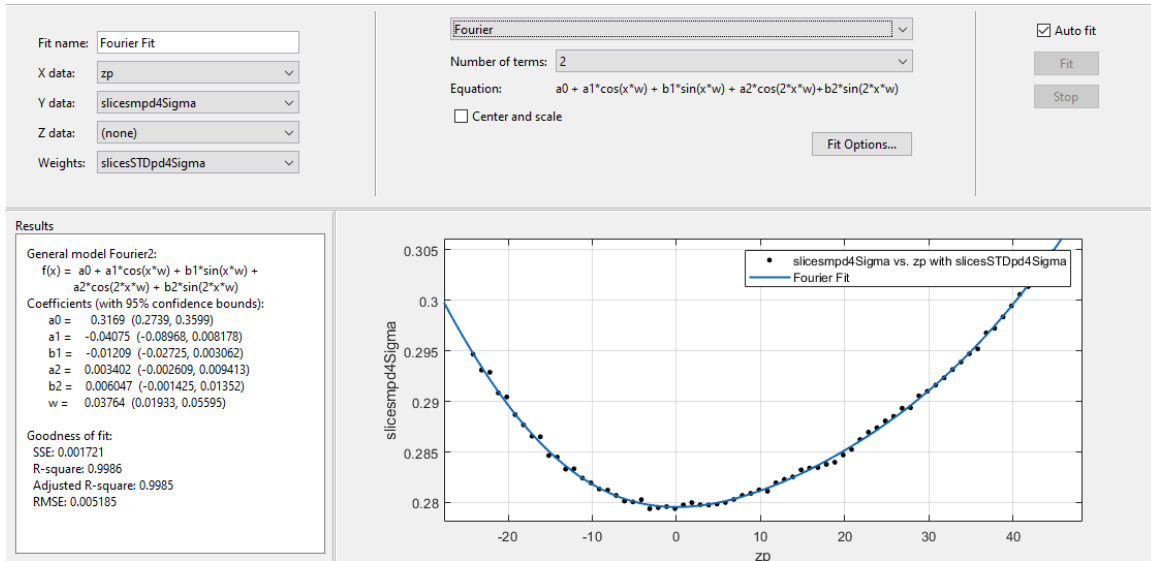 Fit name: Fourier Fit
X data: zp
Y data: slicesmpd4Sigma
Z data: (none)
Weights: slicesSTDpd4Sigma
Fourier
Number of terms: 2
Equation: a0 + a1*cos(x*w) + b1*sin(x*w) + a2*cos(2*x*w)+b2*sin(2*x*w)
Center and scale
Fit Options...
Auto fit
Fit
Stop
Results
General model Fourier2:
f(x) = a0 + a1*cos(x*w) + b1*sin(x*w) +
a2*cos(2*x*w) + b2*sin(2*x*w)
Coefficients (with 95% confidence bounds):
a0 = 0.3169 (0.2739, 0.3599)
a1 = -0.04075 (-0.08968, 0.008178)
b1 = -0.01209 (-0.02725, 0.003062)
a2 = 0.003402 (-0.002609, 0.009413)
b2 = 0.006047 (-0.001425, 0.01352)
w = 0.03764 (0.01933, 0.05595)
Goodness of fit:
SSE: 0.001721
R-square: 0.9986
Adjusted R-square: 0.9985
RMSE: 0.005185
slicesmpd4Sigma vs. zp with slicesSTDpd4Sigma
Fourier Fit
0.305
0.3
0.295
0.29
0.285
0.28
slicesmpd4Sigma
-20 -10 0 10 20 30 40
zp